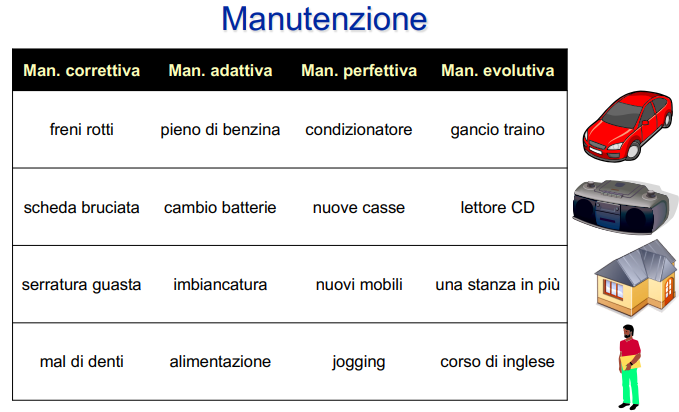 Manutenzione
Man. correttiva Man. adattiva Man. perfettiva Man. evolutiva
freni rotti pieno di benzina condizionatore gancio traino
scheda bruciata cambio batterie nuove casse lettore CD
serratura guasta imbiancatura nuovi mobili una stanza in più
mal di denti alimentazione jogging corso di inglese